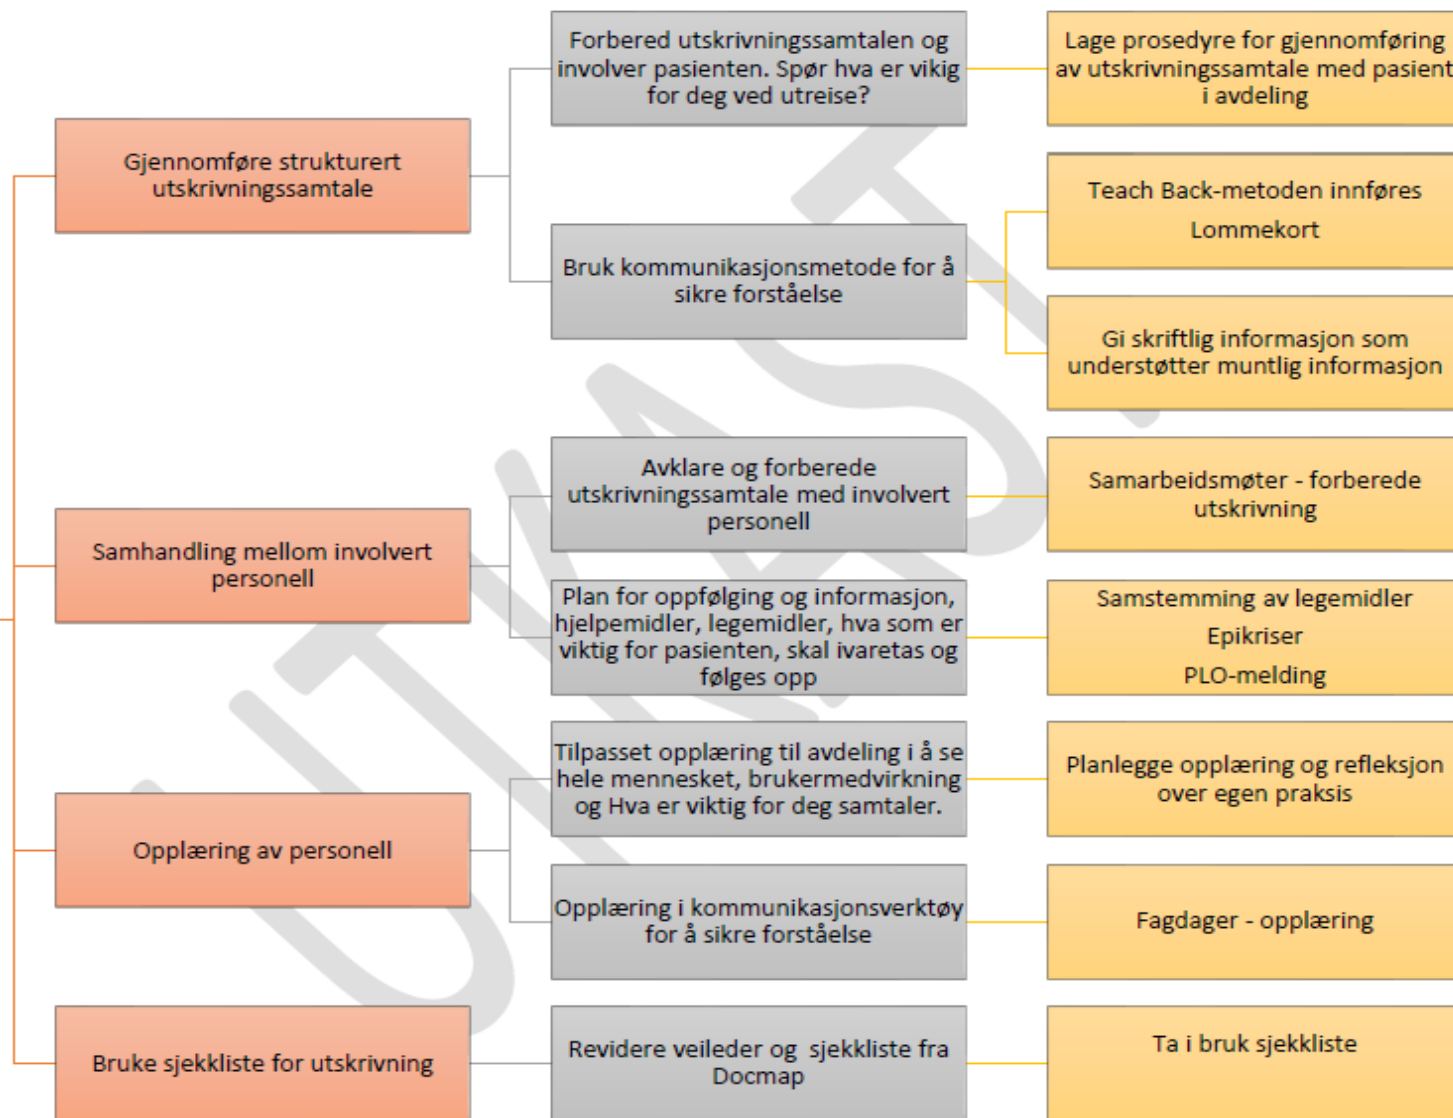 Forbered utskrivningssamtalen og
involver pasienten. Spør hva er vikig
for deg ved utreise?
Lage prosedyre for gjennomføring
av utskrivningssamtale med pasient
i avdeling
Gjennomføre strukturert
utskrivningssamtale
Teach Back-metoden innføres
Lommekort
Bruk kommunikasjonsmetode for å
sikre forståelse
Gi skriftlig informasjon som
understøtter muntlig informasjon
Avklare og forberede
utskrivningssamtale med involvert
personell
Samarbeidsmøter - forberede
utskrivning
Samhandling mellom involvert
personell
Plan for oppfølging og informasjon,
hjelpemidler, legemidler, hva som er
viktig for pasienten, skal ivaretas og
følges opp
Samstemming av legemidler
Epikriser
PLO-melding
Tilpasset opplæring til avdeling i å se
hele mennesket, brukermedvirkning
og Hva er viktig for deg samtaler.
Planlegge opplæring og refleksjon
over egen praksis
Opplæring av personell
Opplæring i kommunikasjonsverktøy
for å sikre forståelse
Fagdager - opplæring
Bruke sjekkliste for utskrivning
Revidere veileder og  sjekkliste fra
Docmap
Ta i bruk sjekkliste
UTKAST